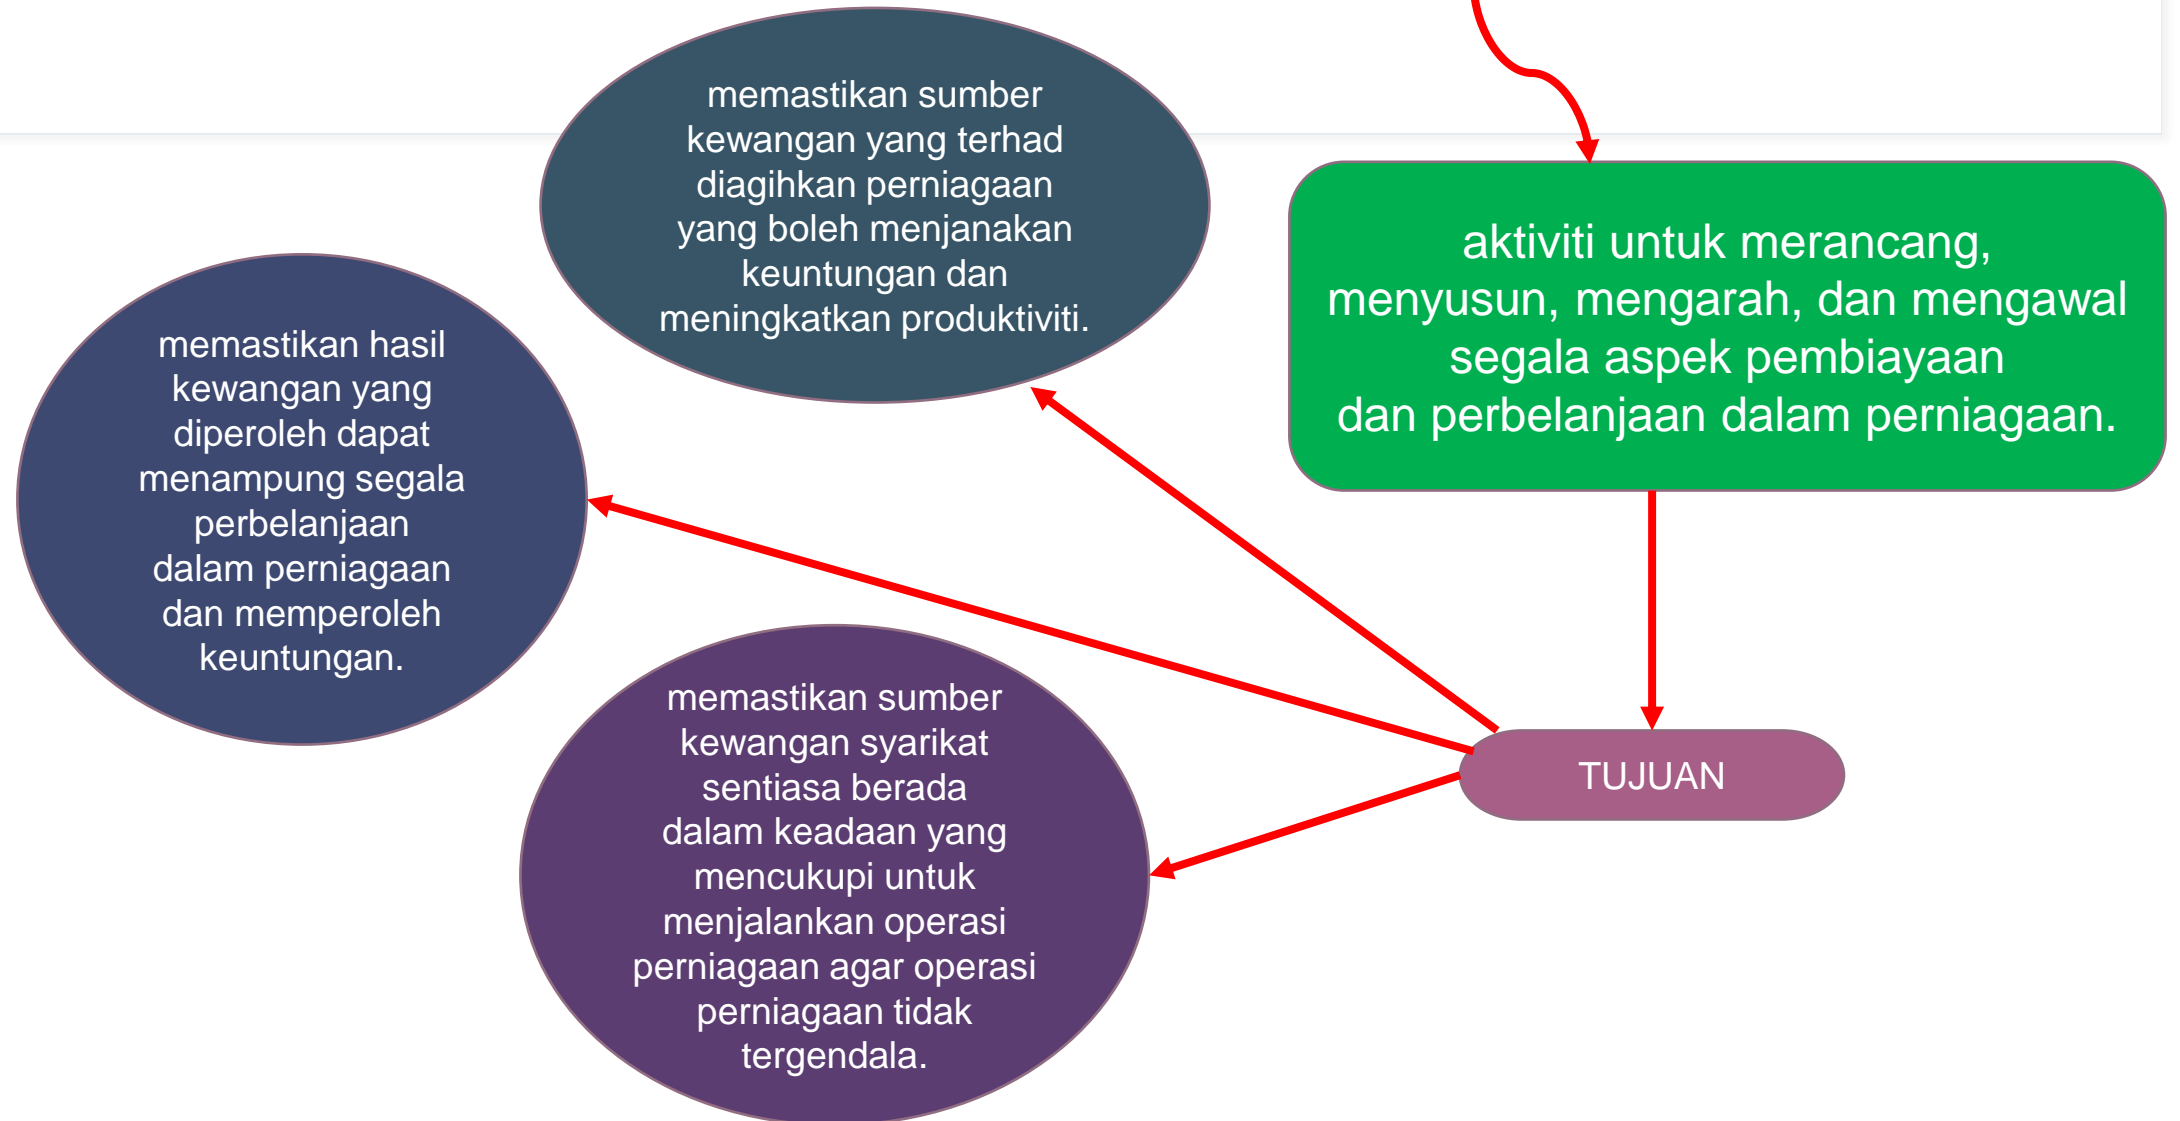 memastikan sumber
kewangan yang terhad
diagihkan perniagaan
yang boleh menjanakan
keuntungan dan
meningkatkan produktiviti.
aktiviti untuk merancang,
menyusun, mengarah, dan mengawal
segala aspek pembiayaan
dan perbelanjaan dalam perniagaan.
memastikan hasil
kewangan yang
diperoleh dapat
menampung segala
perbelanjaan
dalam perniagaan
dan memperoleh
keuntungan.
memastikan sumber
kewangan syarikat
sentiasa berada
dalam keadaan yang
mencukupi untuk
menjalankan operasi
perniagaan agar operasi
perniagaan tidak
tergendala.
TUJUAN